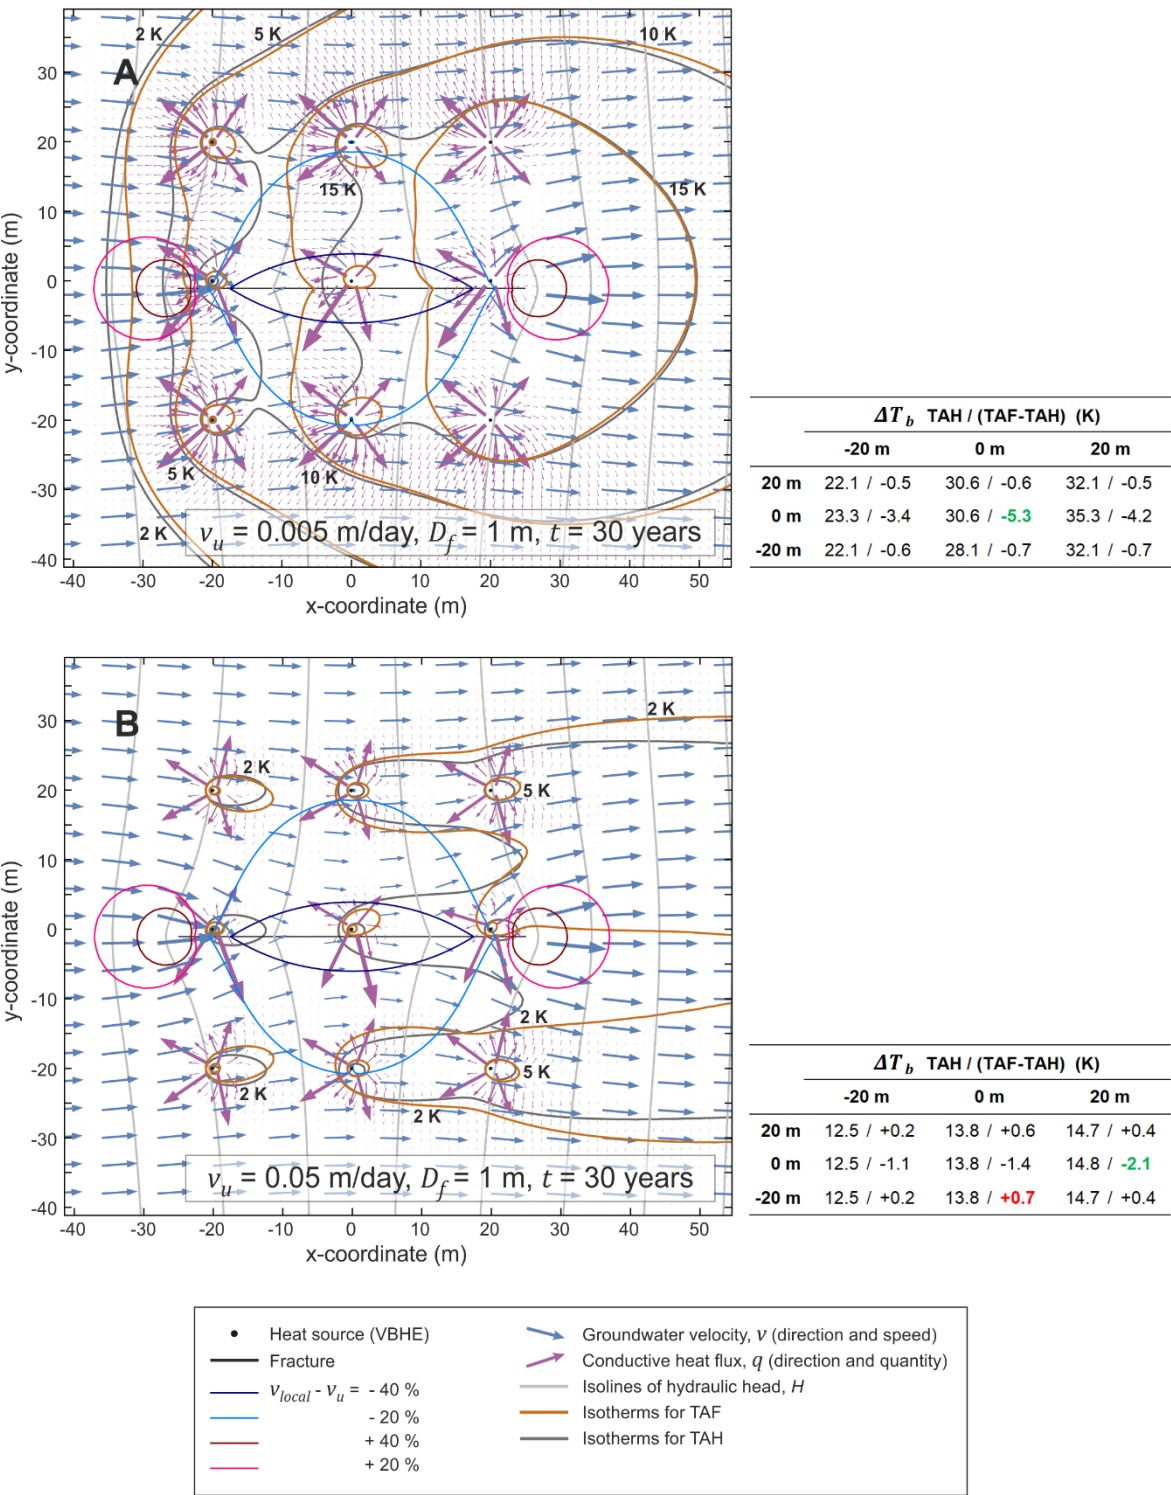 2 K
5 K
10 K
A
15 K
15 K
5 K
10 K
2 K
30
20
10
0
-10
-20
-30
-40
y-coordinate (m)
v_u = 0.005 m/day, D_f = 1 m, t = 30 years
-40 -30 -20 -10 0 10 20 30 40 50
x-coordinate (m)
ΔT_b TAH / (TAF-TAH) (K)
-20 m 0 m 20 m
20 m 22.1 / -0.5 30.6 / -0.6 32.1 / -0.5
0 m 23.3 / -3.4 30.6 / -5.3 35.3 / -4.2
-20 m 22.1 / -0.6 28.1 / -0.7 32.1 / -0.7
2 K
B
2 K
5 K
2 K
5 K
2 K
2 K
30
20
10
0
-10
-20
-30
-40
y-coordinate (m)
v_u = 0.05 m/day, D_f = 1 m, t = 30 years
-40 -30 -20 -10 0 10 20 30 40 50
x-coordinate (m)
ΔT_b TAH / (TAF-TAH) (K)
-20 m 0 m 20 m
20 m 12.5 / +0.2 13.8 / +0.6 14.7 / +0.4
0 m 12.5 / -1.1 13.8 / -1.4 14.8 / -2.1
-20 m 12.5 / +0.2 13.8 / +0.7 14.7 / +0.4
Heat source (VBHE)
Fracture
v_local - v_u = - 40 %
- 20 %
+ 40 %
+ 20 %
Groundwater velocity, v (direction and speed)
Conductive heat flux, q (direction and quantity)
Isolines of hydraulic head, H
Isotherms for TAF
Isotherms for TAH